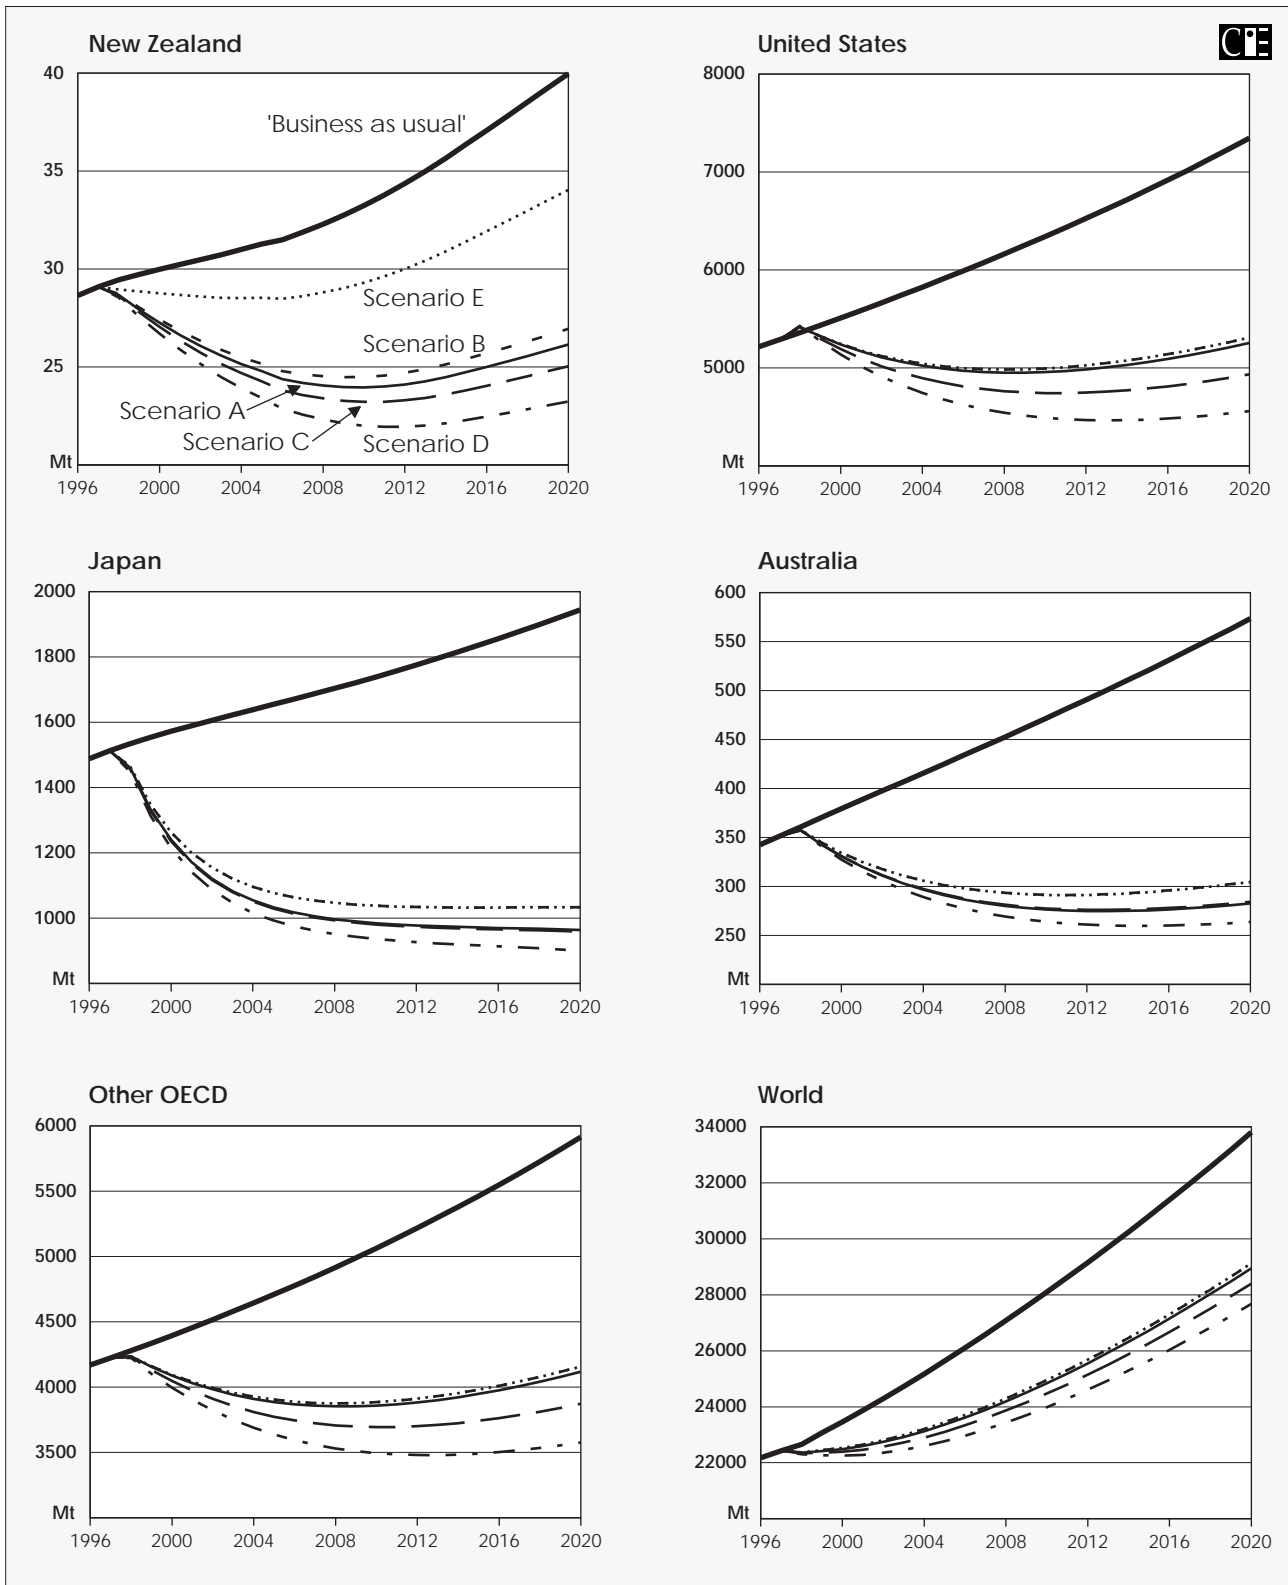 CIE
New Zealand
40
35
30
25
Mt
1996 2000 2004 2008 2012 2016 2020
'Business as usual'
Scenario E
Scenario B
Scenario A
Scenario C
Scenario D
United States
8000
7000
6000
5000
Mt
1996 2000 2004 2008 2012 2016 2020
Japan
2000
1800
1600
1400
1200
1000
Mt
1996 2000 2004 2008 2012 2016 2020
Australia
600
550
500
450
400
350
300
250
Mt
1996 2000 2004 2008 2012 2016 2020
Other OECD
6000
5500
5000
4500
4000
3500
Mt
1996 2000 2004 2008 2012 2016 2020
World
34000
32000
30000
28000
26000
24000
22000
Mt
1996 2000 2004 2008 2012 2016 2020